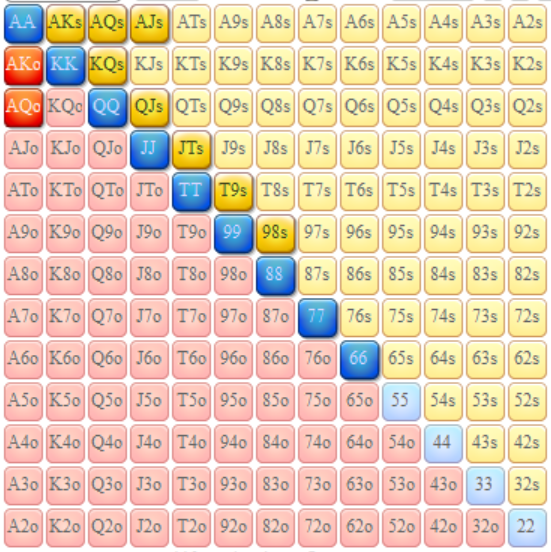 AA AKs AQs AJs ATs A9s A8s A7s A6s A5s A4s A3s A2s
AKo KK KQs KJs KTs K9s K8s K7s K6s K5s K4s K3s K2s
AQo KQo QQ QJs QTs Q9s Q8s Q7s Q6s Q5s Q4s Q3s Q2s
AJo KJo QJo JJ JTs J9s J8s J7s J6s J5s J4s J3s J2s
ATo KTo QTo JTo TT T9s T8s T7s T6s T5s T4s T3s T2s
A9o K9o Q9o J9o T9o 99 98s 97s 96s 95s 94s 93s 92s
A8o K8o Q8o J8o T8o 98o 88 87s 86s 85s 84s 83s 82s
A7o K7o Q7o J7o T7o 97o 87o 77 76s 75s 74s 73s 72s
A6o K6o Q6o J6o T6o 96o 86o 76o 66 65s 64s 63s 62s
A5o K5o Q5o J5o T5o 95o 85o 75o 65o 55 54s 53s 52s
A4o K4o Q4o J4o T4o 94o 84o 74o 64o 54o 44 43s 42s
A3o K3o Q3o J3o T3o 93o 83o 73o 63o 53o 43o 33 32s
A2o K2o Q2o J2o T2o 92o 82o 72o 62o 52o 42o 32o 22